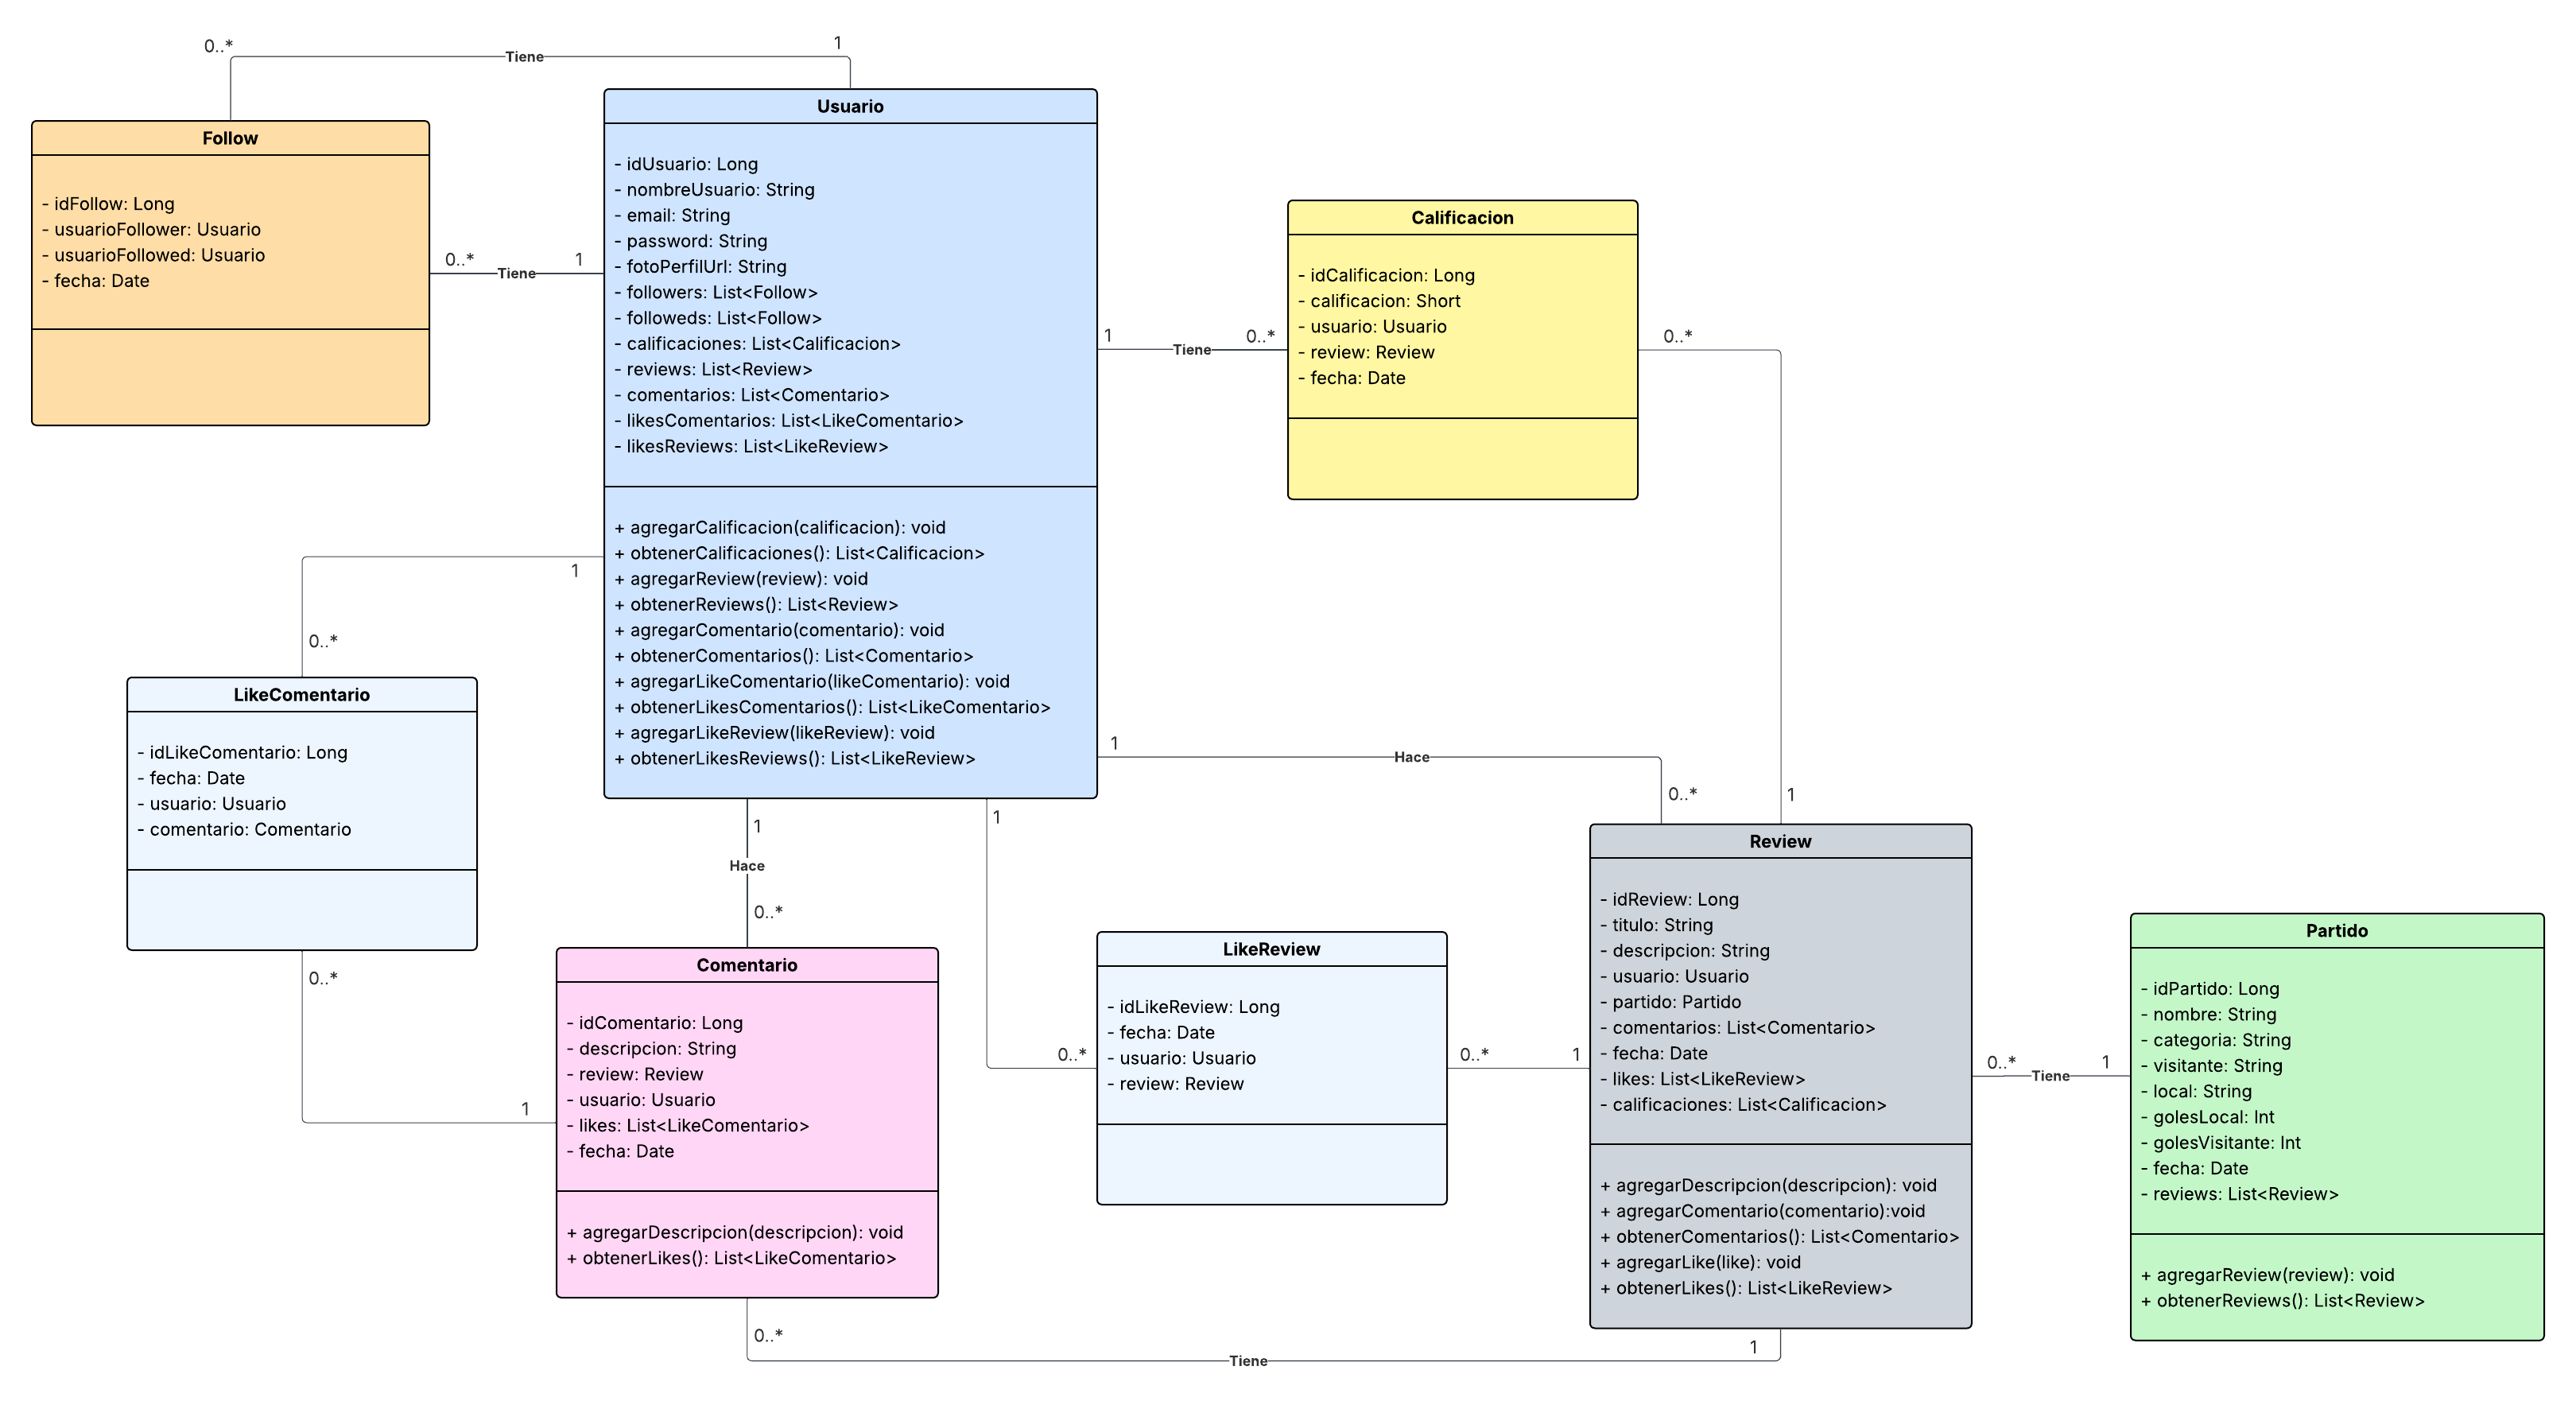 0..*
Tiene
1
Follow
- idFollow: Long
- usuarioFollower: Usuario
- usuarioFollowed: Usuario
- fecha: Date
0..*
Tiene
1
Usuario
- idUsuario: Long
- nombreUsuario: String
- email: String
- password: String
- fotoPerfilUrl: String
- followers: List<Follow>
- followeds: List<Follow>
- calificaciones: List<Calificacion>
- reviews: List<Review>
- comentarios: List<Comentario>
- likesComentarios: List<LikeComentario>
- likesReviews: List<LikeReview>
+ agregarCalificacion(calificacion): void
+ obtenerCalificaciones(): List<Calificacion>
+ agregarReview(review): void
+ obtenerReviews(): List<Review>
+ agregarComentario(comentario): void
+ obtenerComentarios(): List<Comentario>
+ agregarLikeComentario(likeComentario): void
+ obtenerLikesComentarios(): List<LikeComentario>
+ agregarLikeReview(likeReview): void
+ obtenerLikesReviews(): List<LikeReview>
1
Tiene
0..*
Calificacion
- idCalificacion: Long
- calificacion: Short
- usuario: Usuario
- review: Review
- fecha: Date
0..*
1
1
0..*
LikeComentario
- idLikeComentario: Long
- fecha: Date
- usuario: Usuario
- comentario: Comentario
0..*
1
1
Hace
0..*
1
Hace
0..*
Comentario
- idComentario: Long
- descripcion: String
- review: Review
- usuario: Usuario
- likes: List<LikeComentario>
- fecha: Date
+ agregarDescripcion(descripcion): void
+ obtenerLikes(): List<LikeComentario>
1
0..*
LikeReview
- idLikeReview: Long
- fecha: Date
- usuario: Usuario
- review: Review
0..*
1
Review
- idReview: Long
- titulo: String
- descripcion: String
- usuario: Usuario
- partido: Partido
- comentarios: List<Comentario>
- fecha: Date
- likes: List<LikeReview>
- calificaciones: List<Calificacion>
+ agregarDescripcion(descripcion): void
+ agregarComentario(comentario):void
+ obtenerComentarios(): List<Comentario>
+ agregarLike(like): void
+ obtenerLikes(): List<LikeReview>
0..*
Tiene
1
Partido
- idPartido: Long
- nombre: String
- categoria: String
- visitante: String
- local: String
- golesLocal: Int
- golesVisitante: Int
- fecha: Date
- reviews: List<Review>
+ agregarReview(review): void
+ obtenerReviews(): List<Review>
0..*
Tiene
1